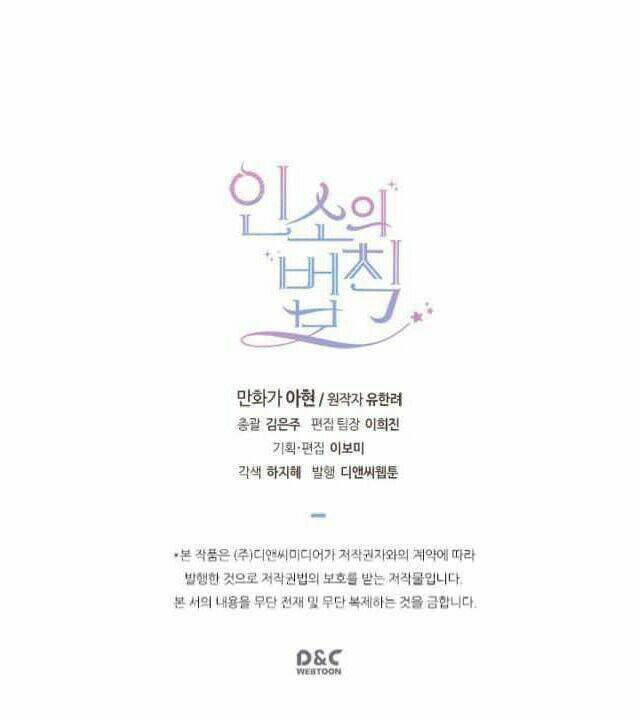 인소의
법칙
만화가 아현 / 원작자 유한려
총괄 김은주 편집 팀장 이희진
기획·편집 이보미
각색 하지혜 발행 디앤씨웹툰
*본 작품은 (주)디앤씨미디어가 저작권자와의 계약에 따라
발행한 것으로 저작권법의 보호를 받는 저작물입니다.
본 서의 내용을 무단 전재 및 무단 복제하는 것을 금합니다.
D&C
WEBTOON